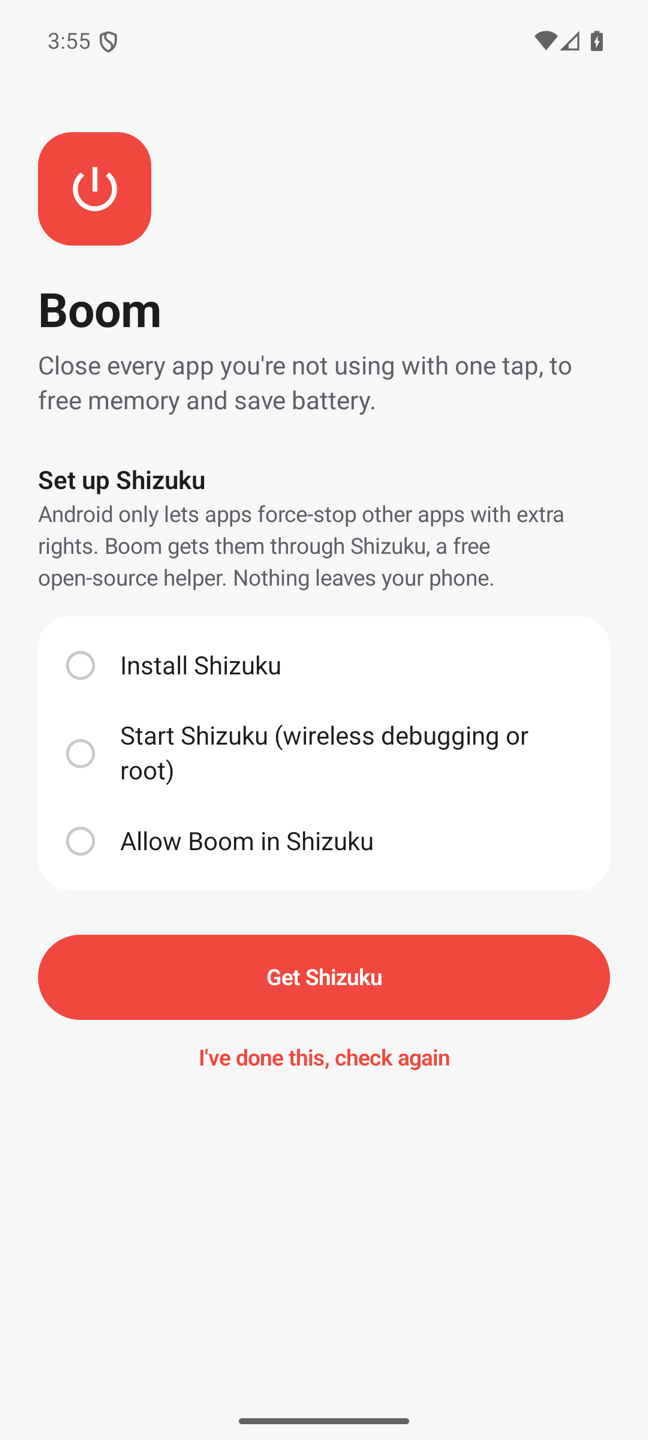 3:55
Boom
Close every app you're not using with one tap, to
free memory and save battery.
Set up Shizuku
Android only lets apps force-stop other apps with extra
rights. Boom gets them through Shizuku, a free
open-source helper. Nothing leaves your phone.
Install Shizuku
Start Shizuku (wireless debugging or
root)
Allow Boom in Shizuku
Get Shizuku
I've done this, check again